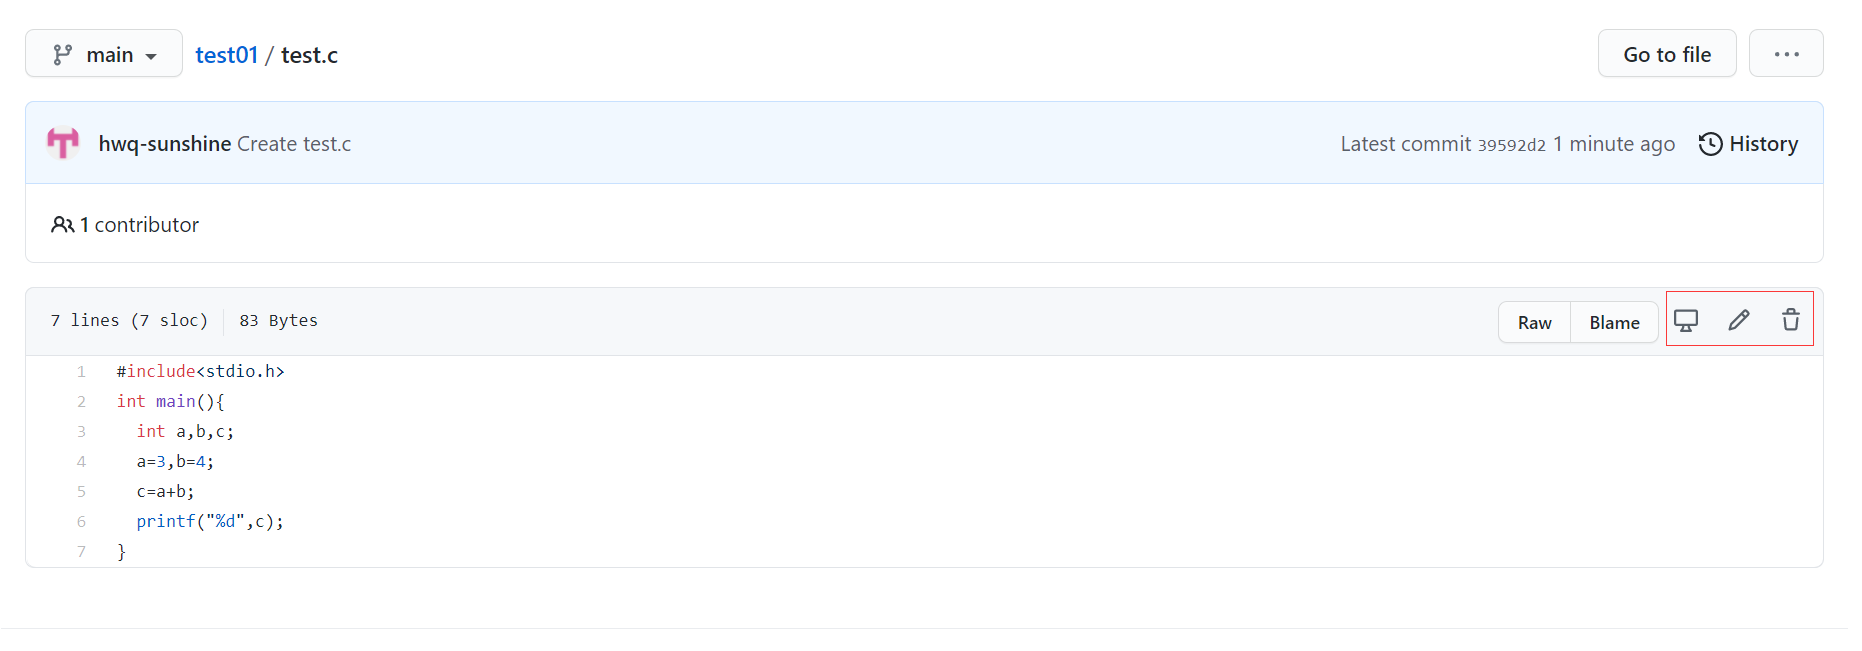 main test01 / test.c Go to file ...
hwq-sunshine Create test.c Latest commit 39592d2 1 minute ago History
1 contributor
7 lines (7 sloc) 83 Bytes Raw Blame
1 #include<stdio.h>
2 int main(){
3   int a,b,c;
4   a=3,b=4;
5   c=a+b;
6   printf("%d",c);
7 }